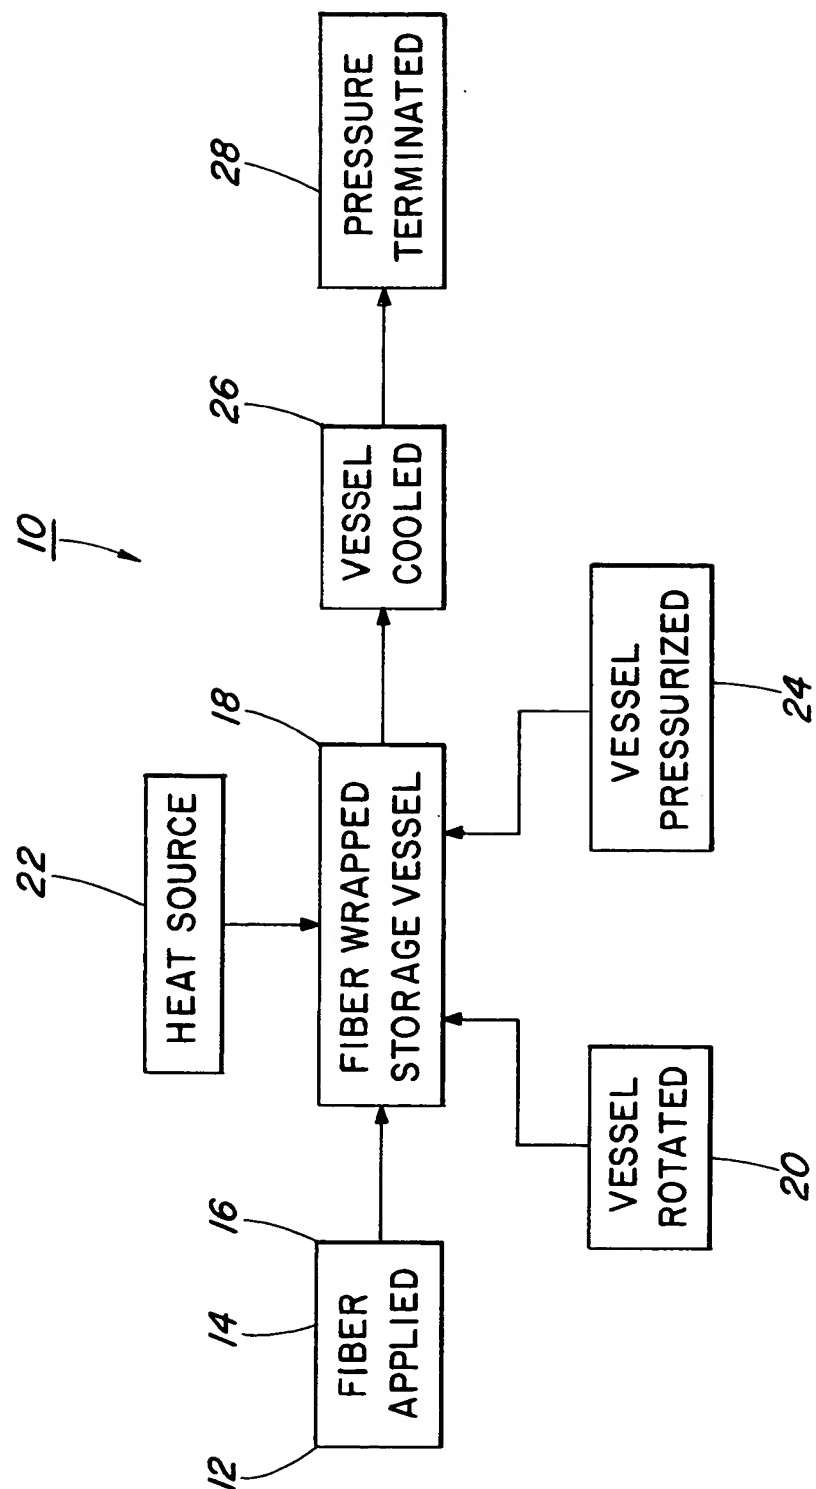 10
22
HEAT SOURCE
12
14
16
FIBER
APPLIED
18
FIBER WRAPPED
STORAGE VESSEL
26
VESSEL
COOLED
28
PRESSURE
TERMINATED
VESSEL
ROTATED
20
VESSEL
PRESSURIZED
24